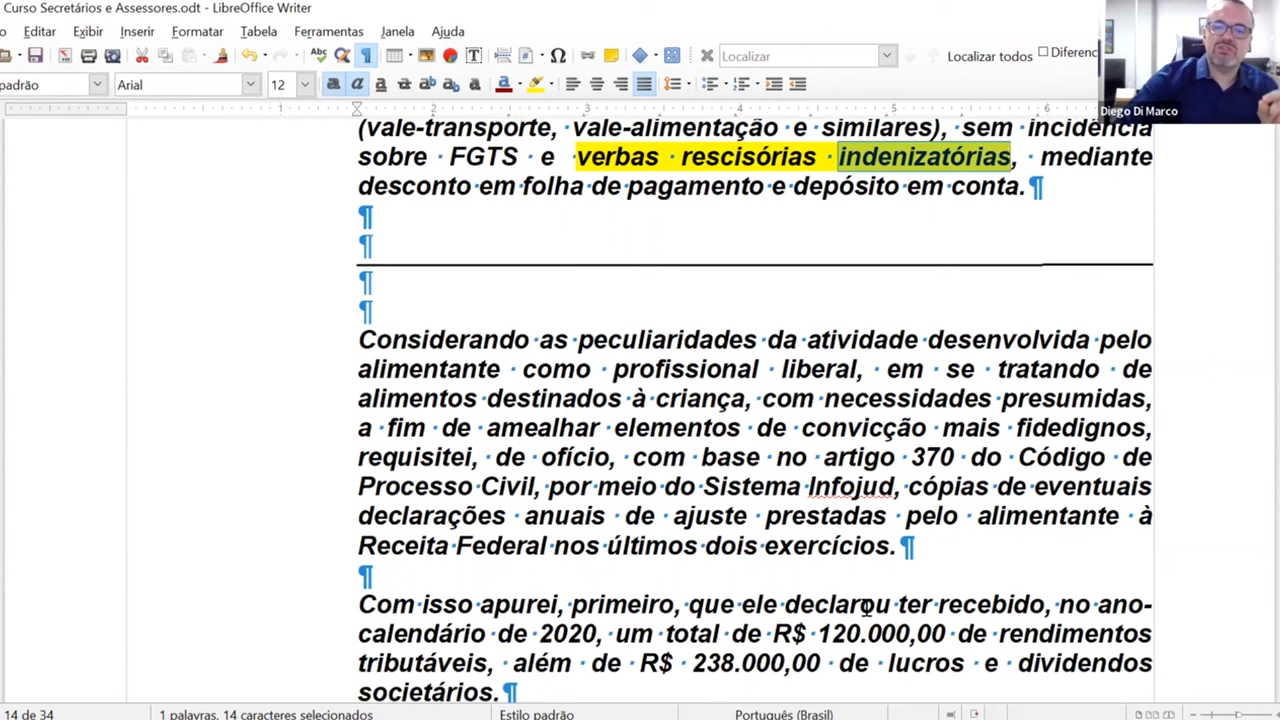 Curso Secretários e Assessores.odt - LibreOffice Writer
Editar Exibir Inserir Formatar Tabela Ferramentas Janela Ajuda
Localizar Localizar todos Diferenc
padrão Arial 12
1 2 3 4 5 6
Diego Di Marco
(vale-transporte, vale-alimentação e similares), sem incidência
sobre FGTS e verbas rescisórias indenizatórias, mediante
desconto em folha de pagamento e depósito em conta.¶
¶
¶
¶
¶
Considerando as peculiaridades da atividade desenvolvida pelo
alimentante como profissional liberal, em se tratando de
alimentos destinados à criança, com necessidades presumidas,
a fim de amealhar elementos de convicção mais fidedignos,
requisitei, de ofício, com base no artigo 370 do Código de
Processo Civil, por meio do Sistema Infojud, cópias de eventuais
declarações anuais de ajuste prestadas pelo alimentante à
Receita Federal nos últimos dois exercícios.¶
¶
Com isso apurei, primeiro, que ele declarou ter recebido, no ano-
calendário de 2020, um total de R$ 120.000,00 de rendimentos
tributáveis, além de R$ 238.000,00 de lucros e dividendos
societários.¶
14 de 34 1 palavras, 14 caracteres selecionados Estilo padrão Português (Brasil)